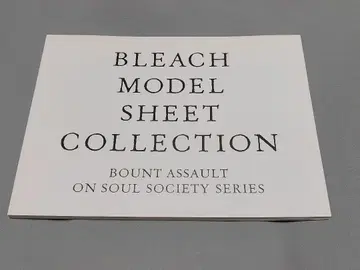 BLEACH
MODEL
SHEET
COLLECTION
BOUNT ASSAULT
ON SOUL SOCIETY SERIES